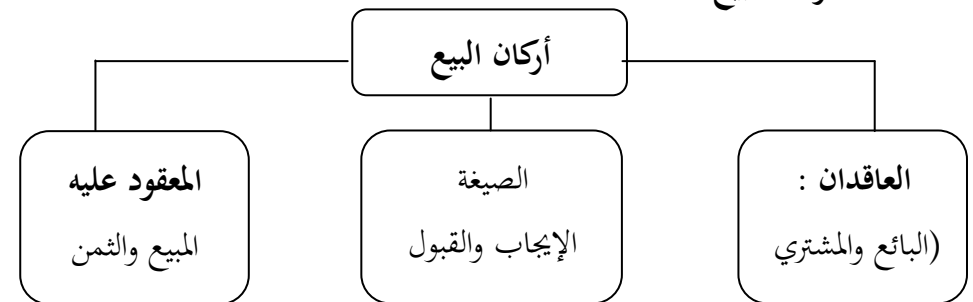 أركان البيع
العاقدان :
(البائع والمشتري
الصيغة
الإيجاب والقبول
المعقود عليه
المبيع والثمن